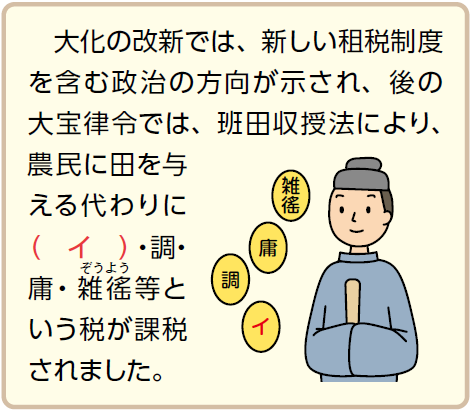 大化の改新では、新しい租税制度
を含む政治の方向が示され、後の
大宝律令では、班田収授法により、
農民に田を与
える代わりに
(　イ　)・調・
ぞうよう
庸・雑徭等と
いう税が課税
されました。
雑徭
庸
調
イ